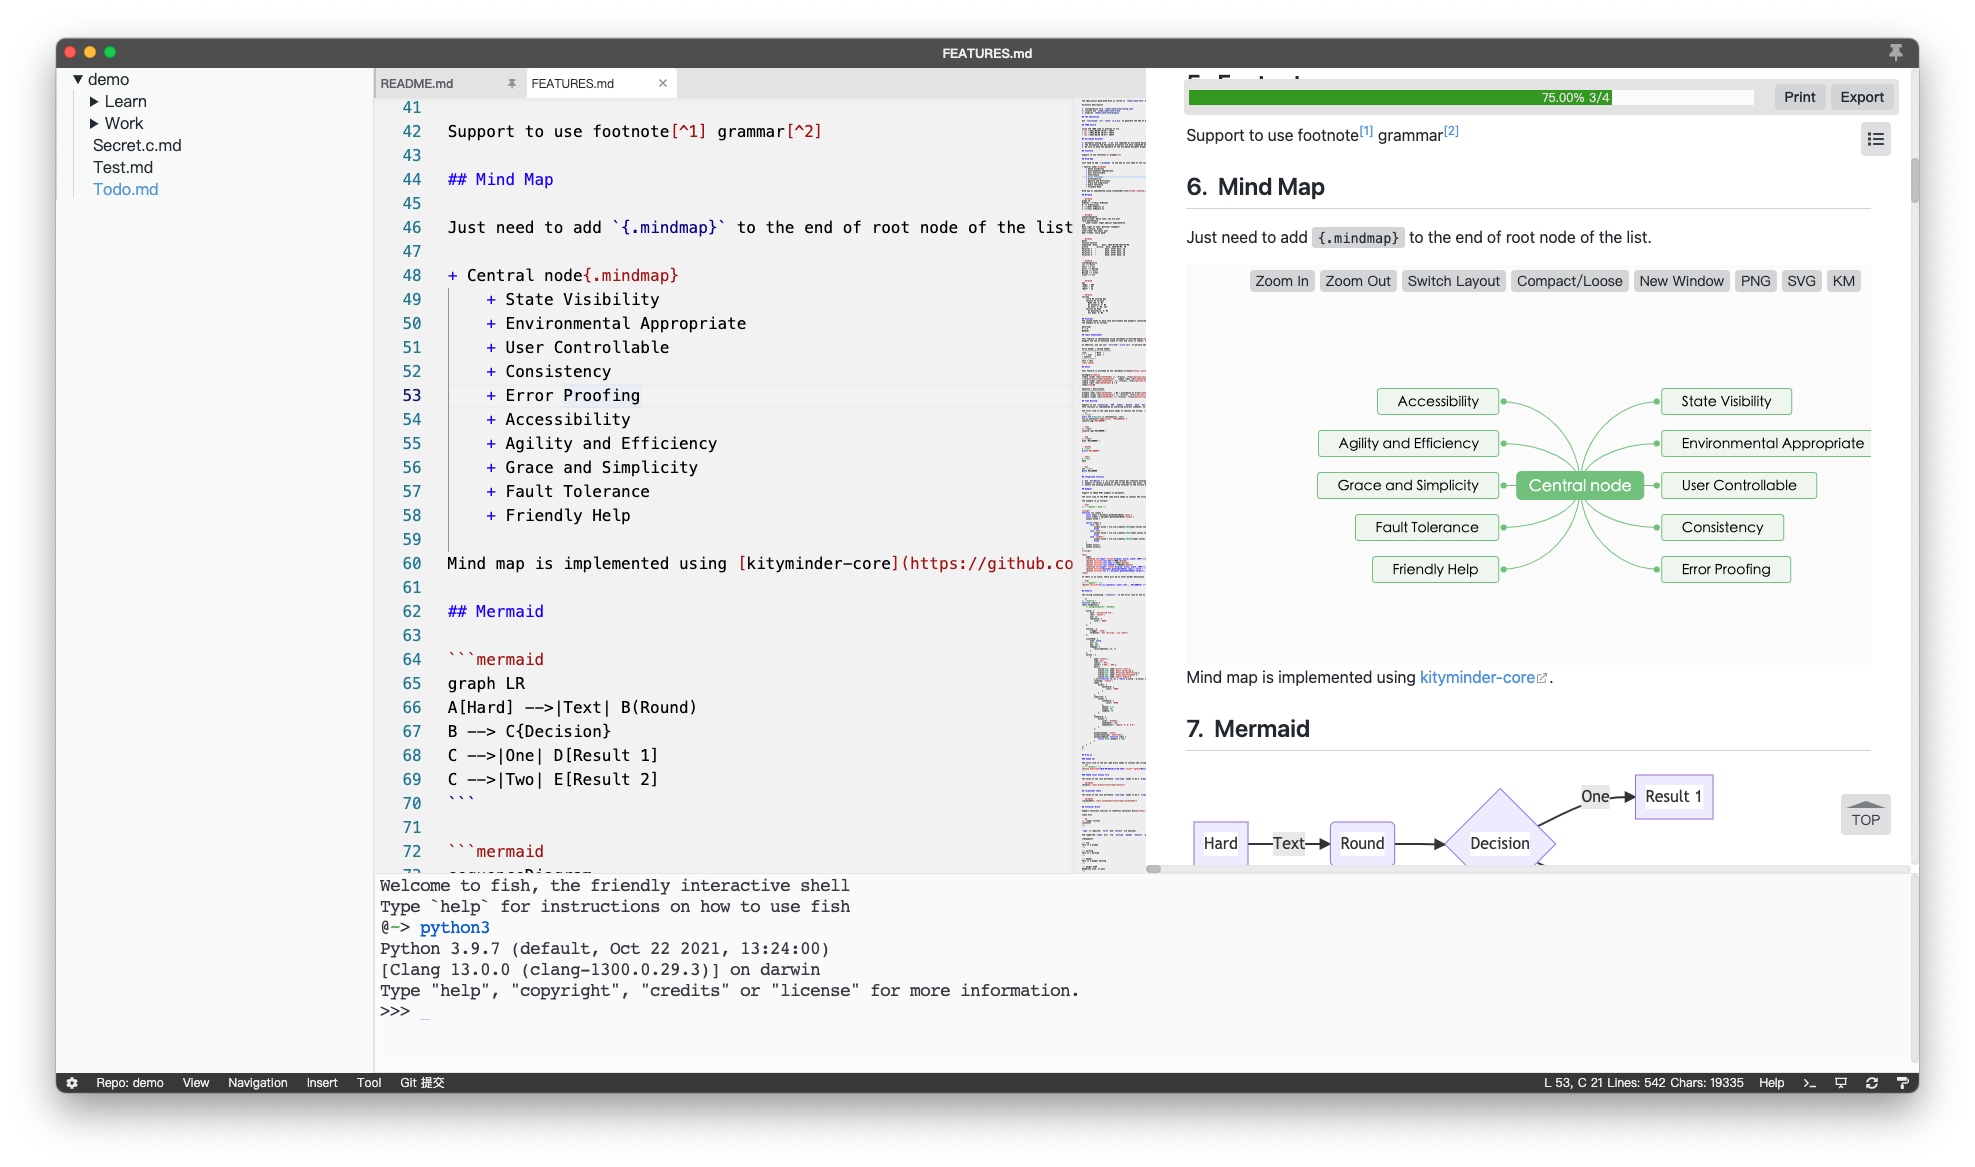 FEATURES.md
demo
Learn
Work
Secret.c.md
Test.md
Todo.md
README.md
FEATURES.md
41
42 Support to use footnote[^1] grammar[^2]
43
44 ## Mind Map
45
46 Just need to add `{.mindmap}` to the end of root node of the list
47
48 + Central node{.mindmap}
49 + State Visibility
50 + Environmental Appropriate
51 + User Controllable
52 + Consistency
53 + Error Proofing
54 + Accessibility
55 + Agility and Efficiency
56 + Grace and Simplicity
57 + Fault Tolerance
58 + Friendly Help
59
60 Mind map is implemented using [kityminder-core](https://github.co
61
62 ## Mermaid
63
64 ```mermaid
65 graph LR
66 A[Hard] -->|Text| B(Round)
67 B --> C{Decision}
68 C -->|One| D[Result 1]
69 C -->|Two| E[Result 2]
70 ```
71
72 ```mermaid
75.00% 3/4
Print
Export
Support to use footnote[1] grammar[2]
6. Mind Map
Just need to add {.mindmap} to the end of root node of the list.
Zoom In Zoom Out Switch Layout Compact/Loose New Window PNG SVG KM
Accessibility
Agility and Efficiency
Grace and Simplicity
Fault Tolerance
Friendly Help
Central node
State Visibility
Environmental Appropriate
User Controllable
Consistency
Error Proofing
Mind map is implemented using kityminder-core.
7. Mermaid
Hard
Text
Round
Decision
One
Result 1
TOP
Welcome to fish, the friendly interactive shell
Type `help` for instructions on how to use fish
@~> python3
Python 3.9.7 (default, Oct 22 2021, 13:24:00)
[Clang 13.0.0 (clang-1300.0.29.3)] on darwin
Type "help", "copyright", "credits" or "license" for more information.
>>> _
Repo: demo View Navigation Insert Tool Git 提交
L 53, C 21 Lines: 542 Chars: 19335 Help